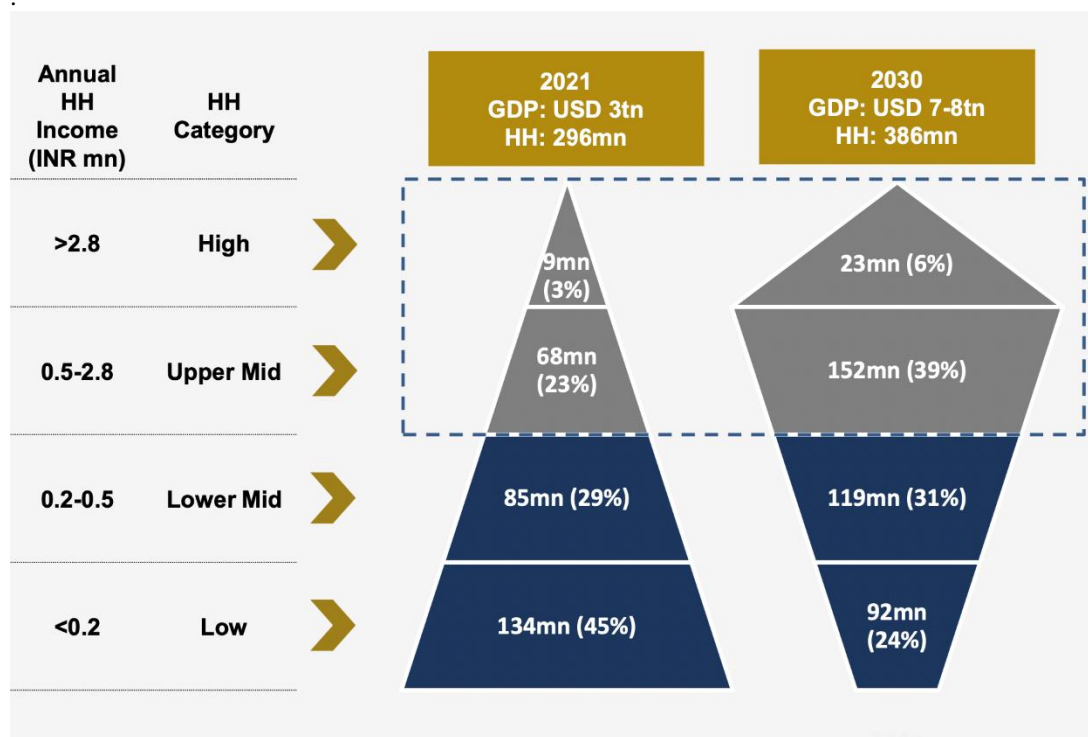 .
Annual
HH
Income
(INR mn)
HH
Category
2021
GDP: USD 3tn
HH: 296mn
2030
GDP: USD 7-8tn
HH: 386mn
>2.8
High
9mn
(3%)
23mn (6%)
0.5-2.8
Upper Mid
68mn
(23%)
152mn (39%)
0.2-0.5
Lower Mid
85mn (29%)
119mn (31%)
<0.2
Low
134mn (45%)
92mn
(24%)